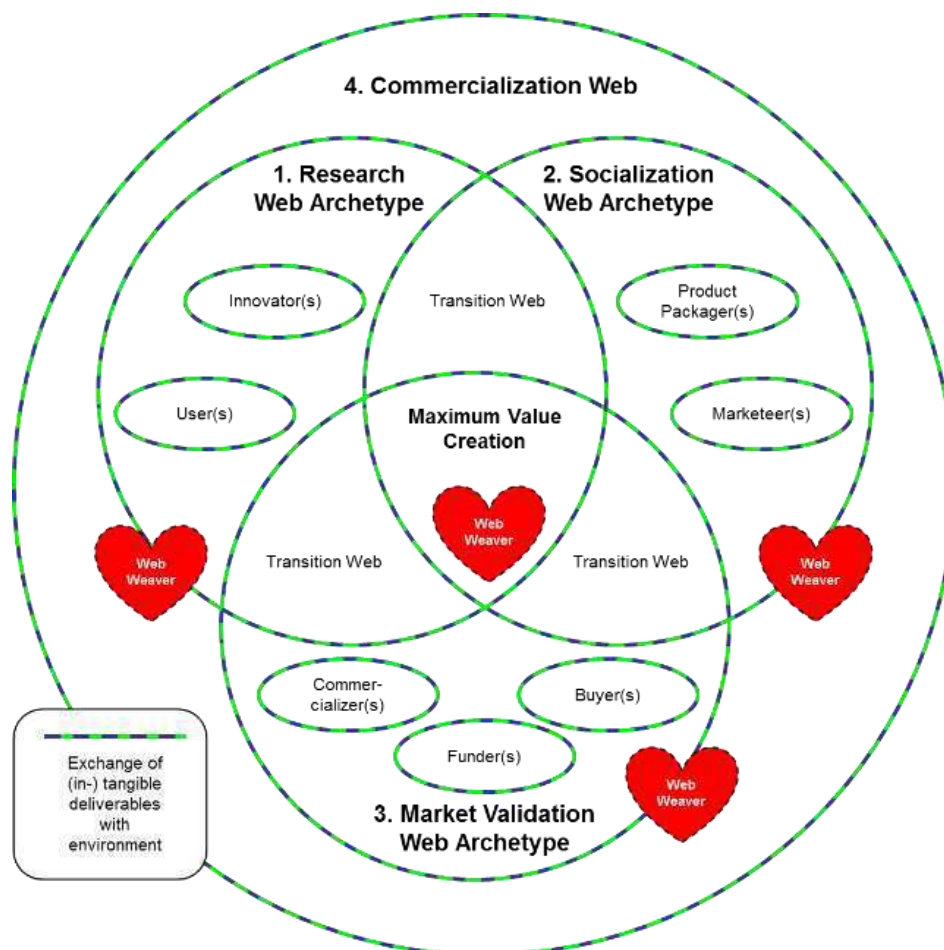 4. Commercialization Web
1. Research
Web Archetype
2. Socialization
Web Archetype
Innovator(s)
Transition Web
Product
Packager(s)
User(s)
Maximum Value
Creation
Marketeer(s)
Web
Weaver
Web
Weaver
Web
Weaver
Transition Web
Transition Web
Commer-
cializer(s)
Buyer(s)
Funder(s)
Web
Weaver
3. Market Validation
Web Archetype
Exchange of
(in-) tangible
deliverables
with
environment